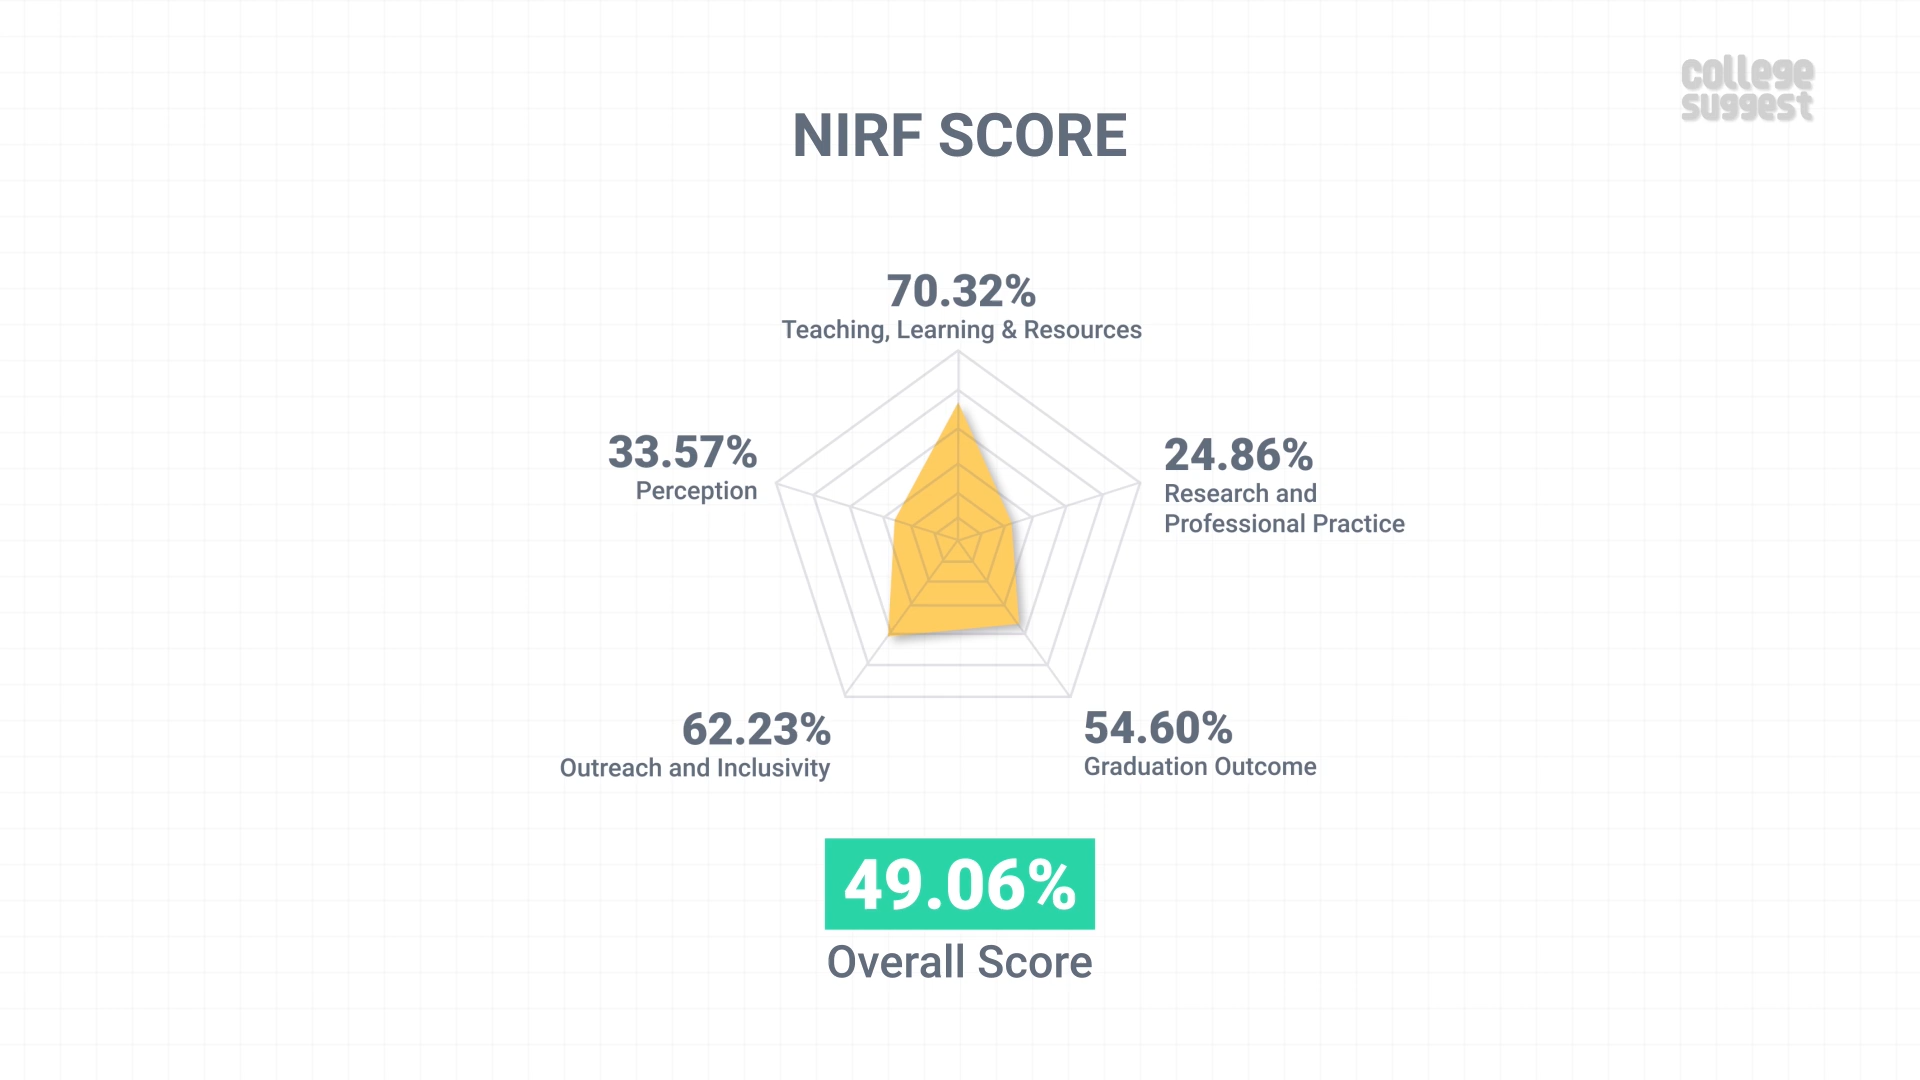 college
suggest
NIRF SCORE
70.32%
Teaching, Learning & Resources
33.57%
Perception
24.86%
Research and
Professional Practice
62.23%
Outreach and Inclusivity
54.60%
Graduation Outcome
49.06%
Overall Score